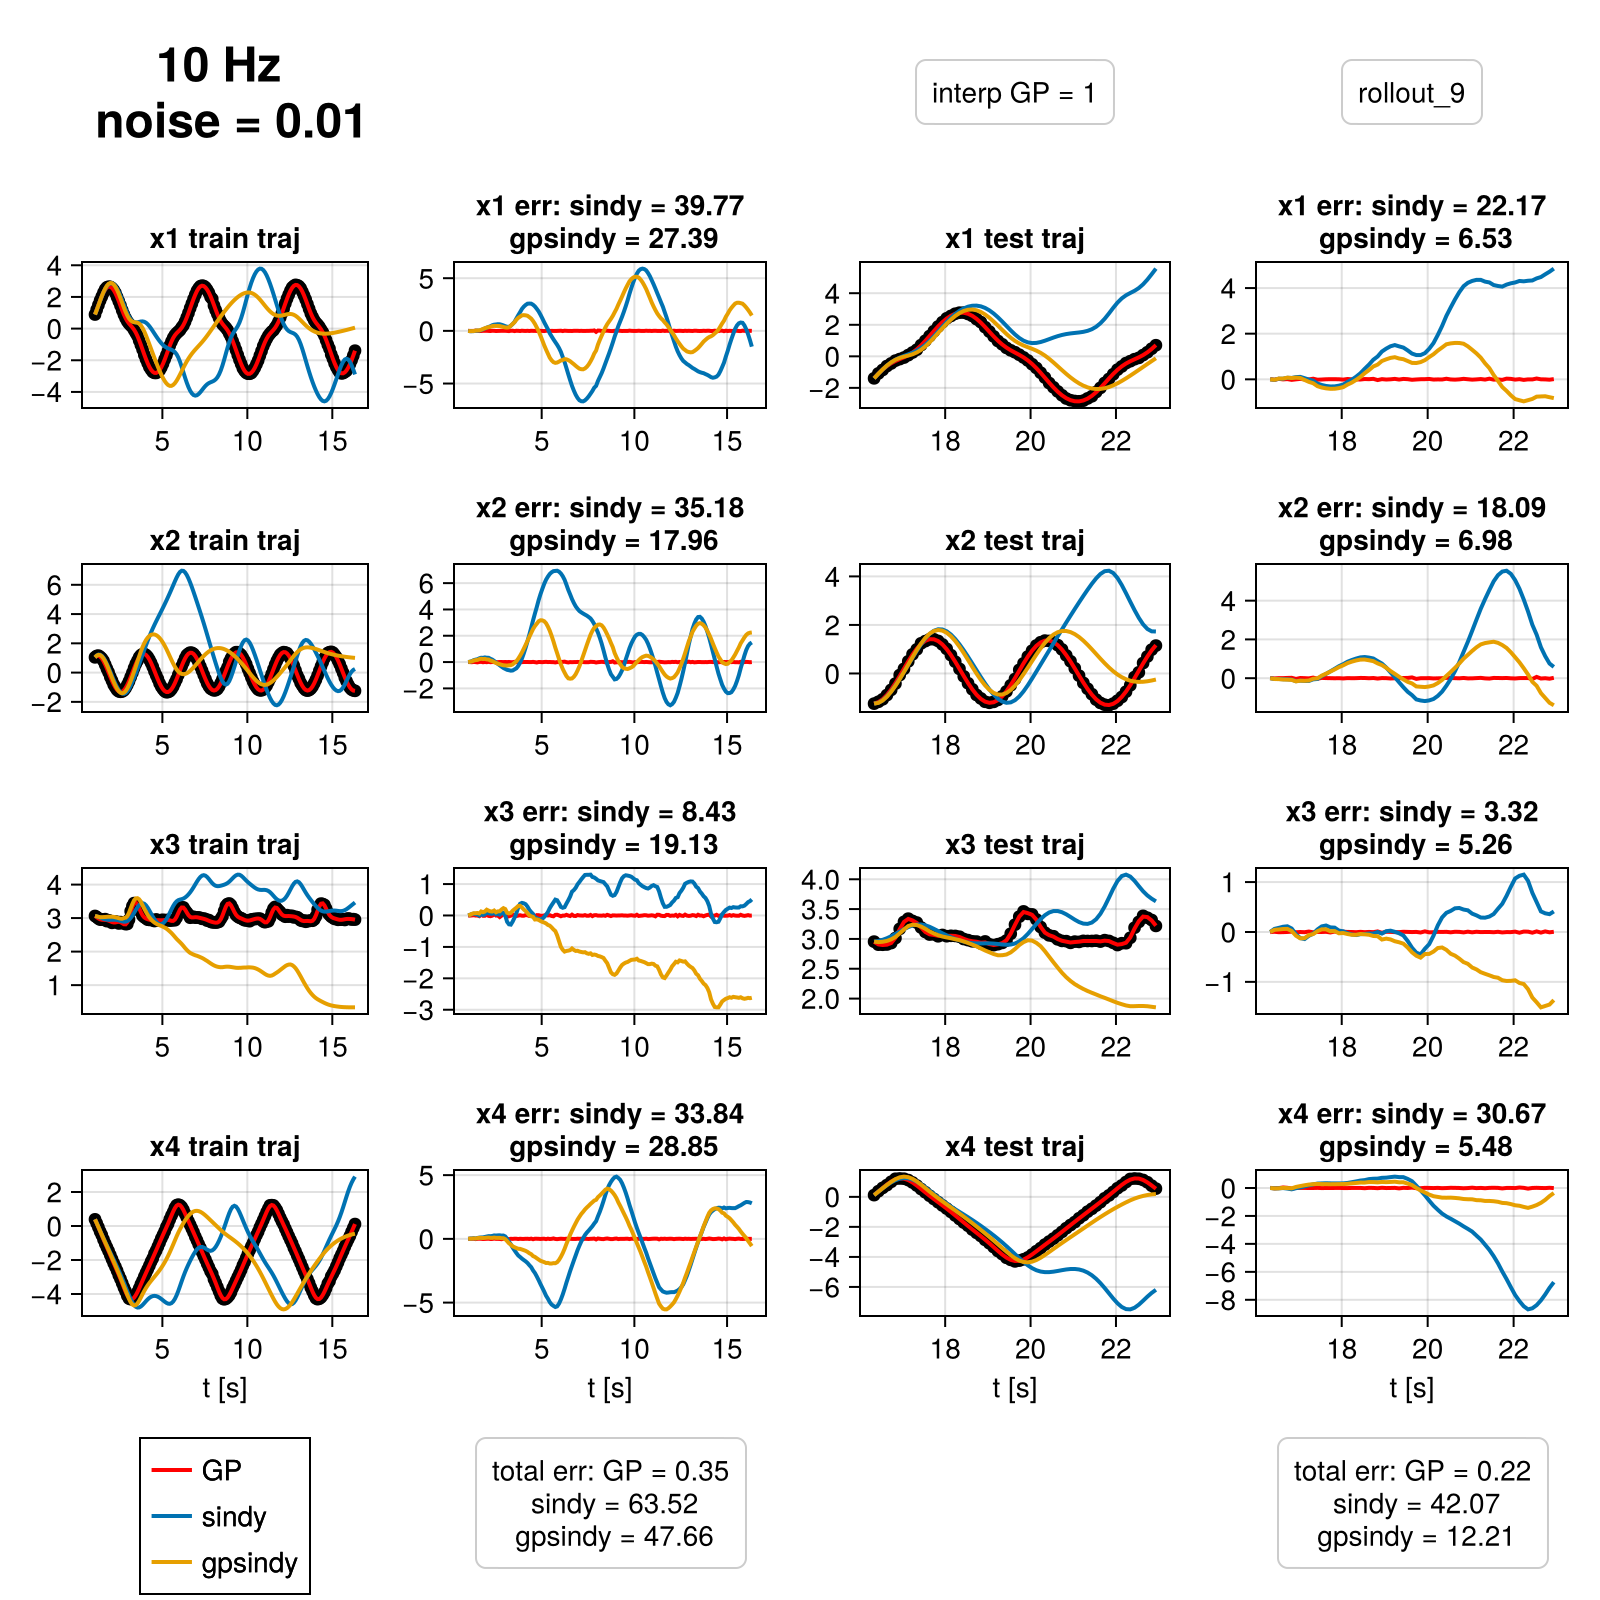 10 Hz
noise = 0.01
interp GP = 1
rollout_9
x1 train traj
4
2
0
−2
−4
5
10
15
x1 err: sindy = 39.77
gpsindy = 27.39
5
0
−5
5
10
15
x1 test traj
4
2
0
−2
18
20
22
x1 err: sindy = 22.17
gpsindy = 6.53
4
2
0
18
20
22
x2 train traj
6
4
2
0
−2
5
10
15
x2 err: sindy = 35.18
gpsindy = 17.96
6
4
2
0
−2
5
10
15
x2 test traj
4
2
0
18
20
22
x2 err: sindy = 18.09
gpsindy = 6.98
4
2
0
18
20
22
x3 train traj
4
3
2
1
5
10
15
x3 err: sindy = 8.43
gpsindy = 19.13
1
0
−1
−2
−3
5
10
15
x3 test traj
4.0
3.5
3.0
2.5
2.0
18
20
22
x3 err: sindy = 3.32
gpsindy = 5.26
1
0
−1
18
20
22
x4 train traj
2
0
−2
−4
5
10
15
t [s]
x4 err: sindy = 33.84
gpsindy = 28.85
5
0
−5
5
10
15
t [s]
x4 test traj
0
−2
−4
−6
18
20
22
t [s]
x4 err: sindy = 30.67
gpsindy = 5.48
0
−2
−4
−6
−8
18
20
22
t [s]
GP
sindy
gpsindy
total err: GP = 0.35
sindy = 63.52
gpsindy = 47.66
total err: GP = 0.22
sindy = 42.07
gpsindy = 12.21